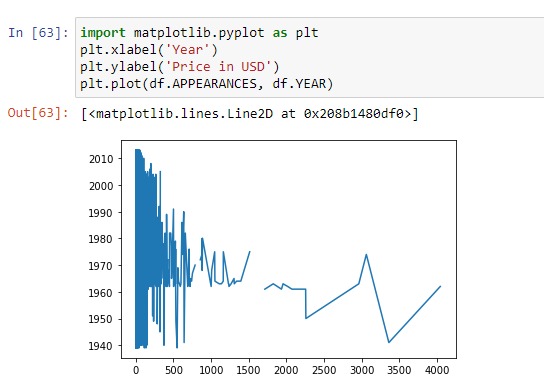 In [63]: import matplotlib.pyplot as plt
plt.xlabel('Year')
plt.ylabel('Price in USD')
plt.plot(df.APPEARANCES, df.YEAR)
Out[63]: [<matplotlib.lines.Line2D at 0x208b1480df0>]
2010
2000
1990
1980
1970
1960
1950
1940
0 500 1000 1500 2000 2500 3000 3500 4000